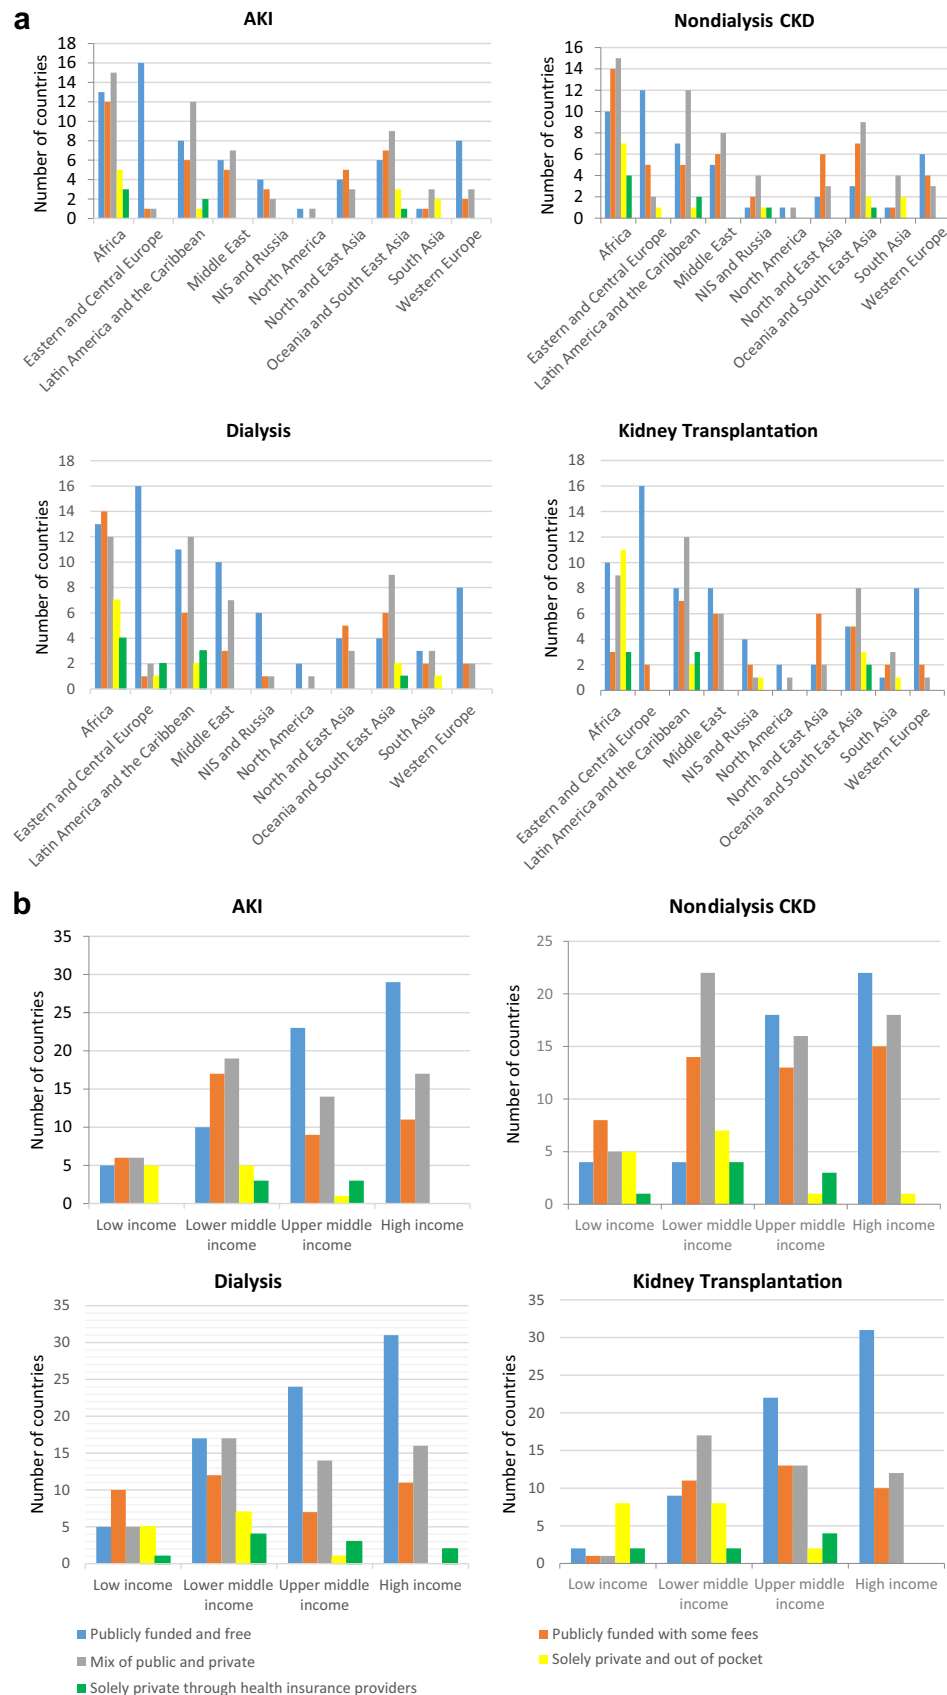 a
AKI
Number of countries
18
16
14
12
10
8
6
4
2
Africa
Eastern and Central Europe
Latin America and the Caribbean
Middle East
NIS and Russia
North America
North and East Asia
Oceania and South East Asia
South Asia
Western Europe
Nondialysis CKD
Number of countries
16
14
12
10
8
6
4
2
0
Africa
Eastern and Central Europe
Latin America and the Caribbean
Middle East
NIS and Russia
North America
North and East Asia
Oceania and South East Asia
South Asia
Western Europe
Dialysis
Number of countries
18
16
14
12
10
8
6
4
2
0
Africa
Eastern and Central Europe
Latin America and the Caribbean
Middle East
NIS and Russia
North America
North and East Asia
Oceania and South East Asia
South Asia
Western Europe
Kidney Transplantation
Number of countries
18
16
14
12
10
8
6
4
2
0
Africa
Eastern and Central Europe
Latin America and the Caribbean
Middle East
NIS and Russia
North America
North and East Asia
Oceania and South East Asia
South Asia
Western Europe
b
AKI
Number of countries
35
30
25
20
15
10
5
0
Low income
Lower middle
income
Upper middle
income
High income
Nondialysis CKD
Number of countries
25
20
15
10
5
0
Low income
Lower middle
income
Upper middle
income
High income
Dialysis
Number of countries
35
30
25
20
15
10
5
0
Low income
Lower middle
income
Upper middle
income
High income
Kidney Transplantation
Number of countries
35
30
25
20
15
10
5
0
Low income
Lower middle
income
Upper middle
income
High income
Publicly funded and free
Publicly funded with some fees
Mix of public and private
Solely private and out of pocket
Solely private through health insurance providers